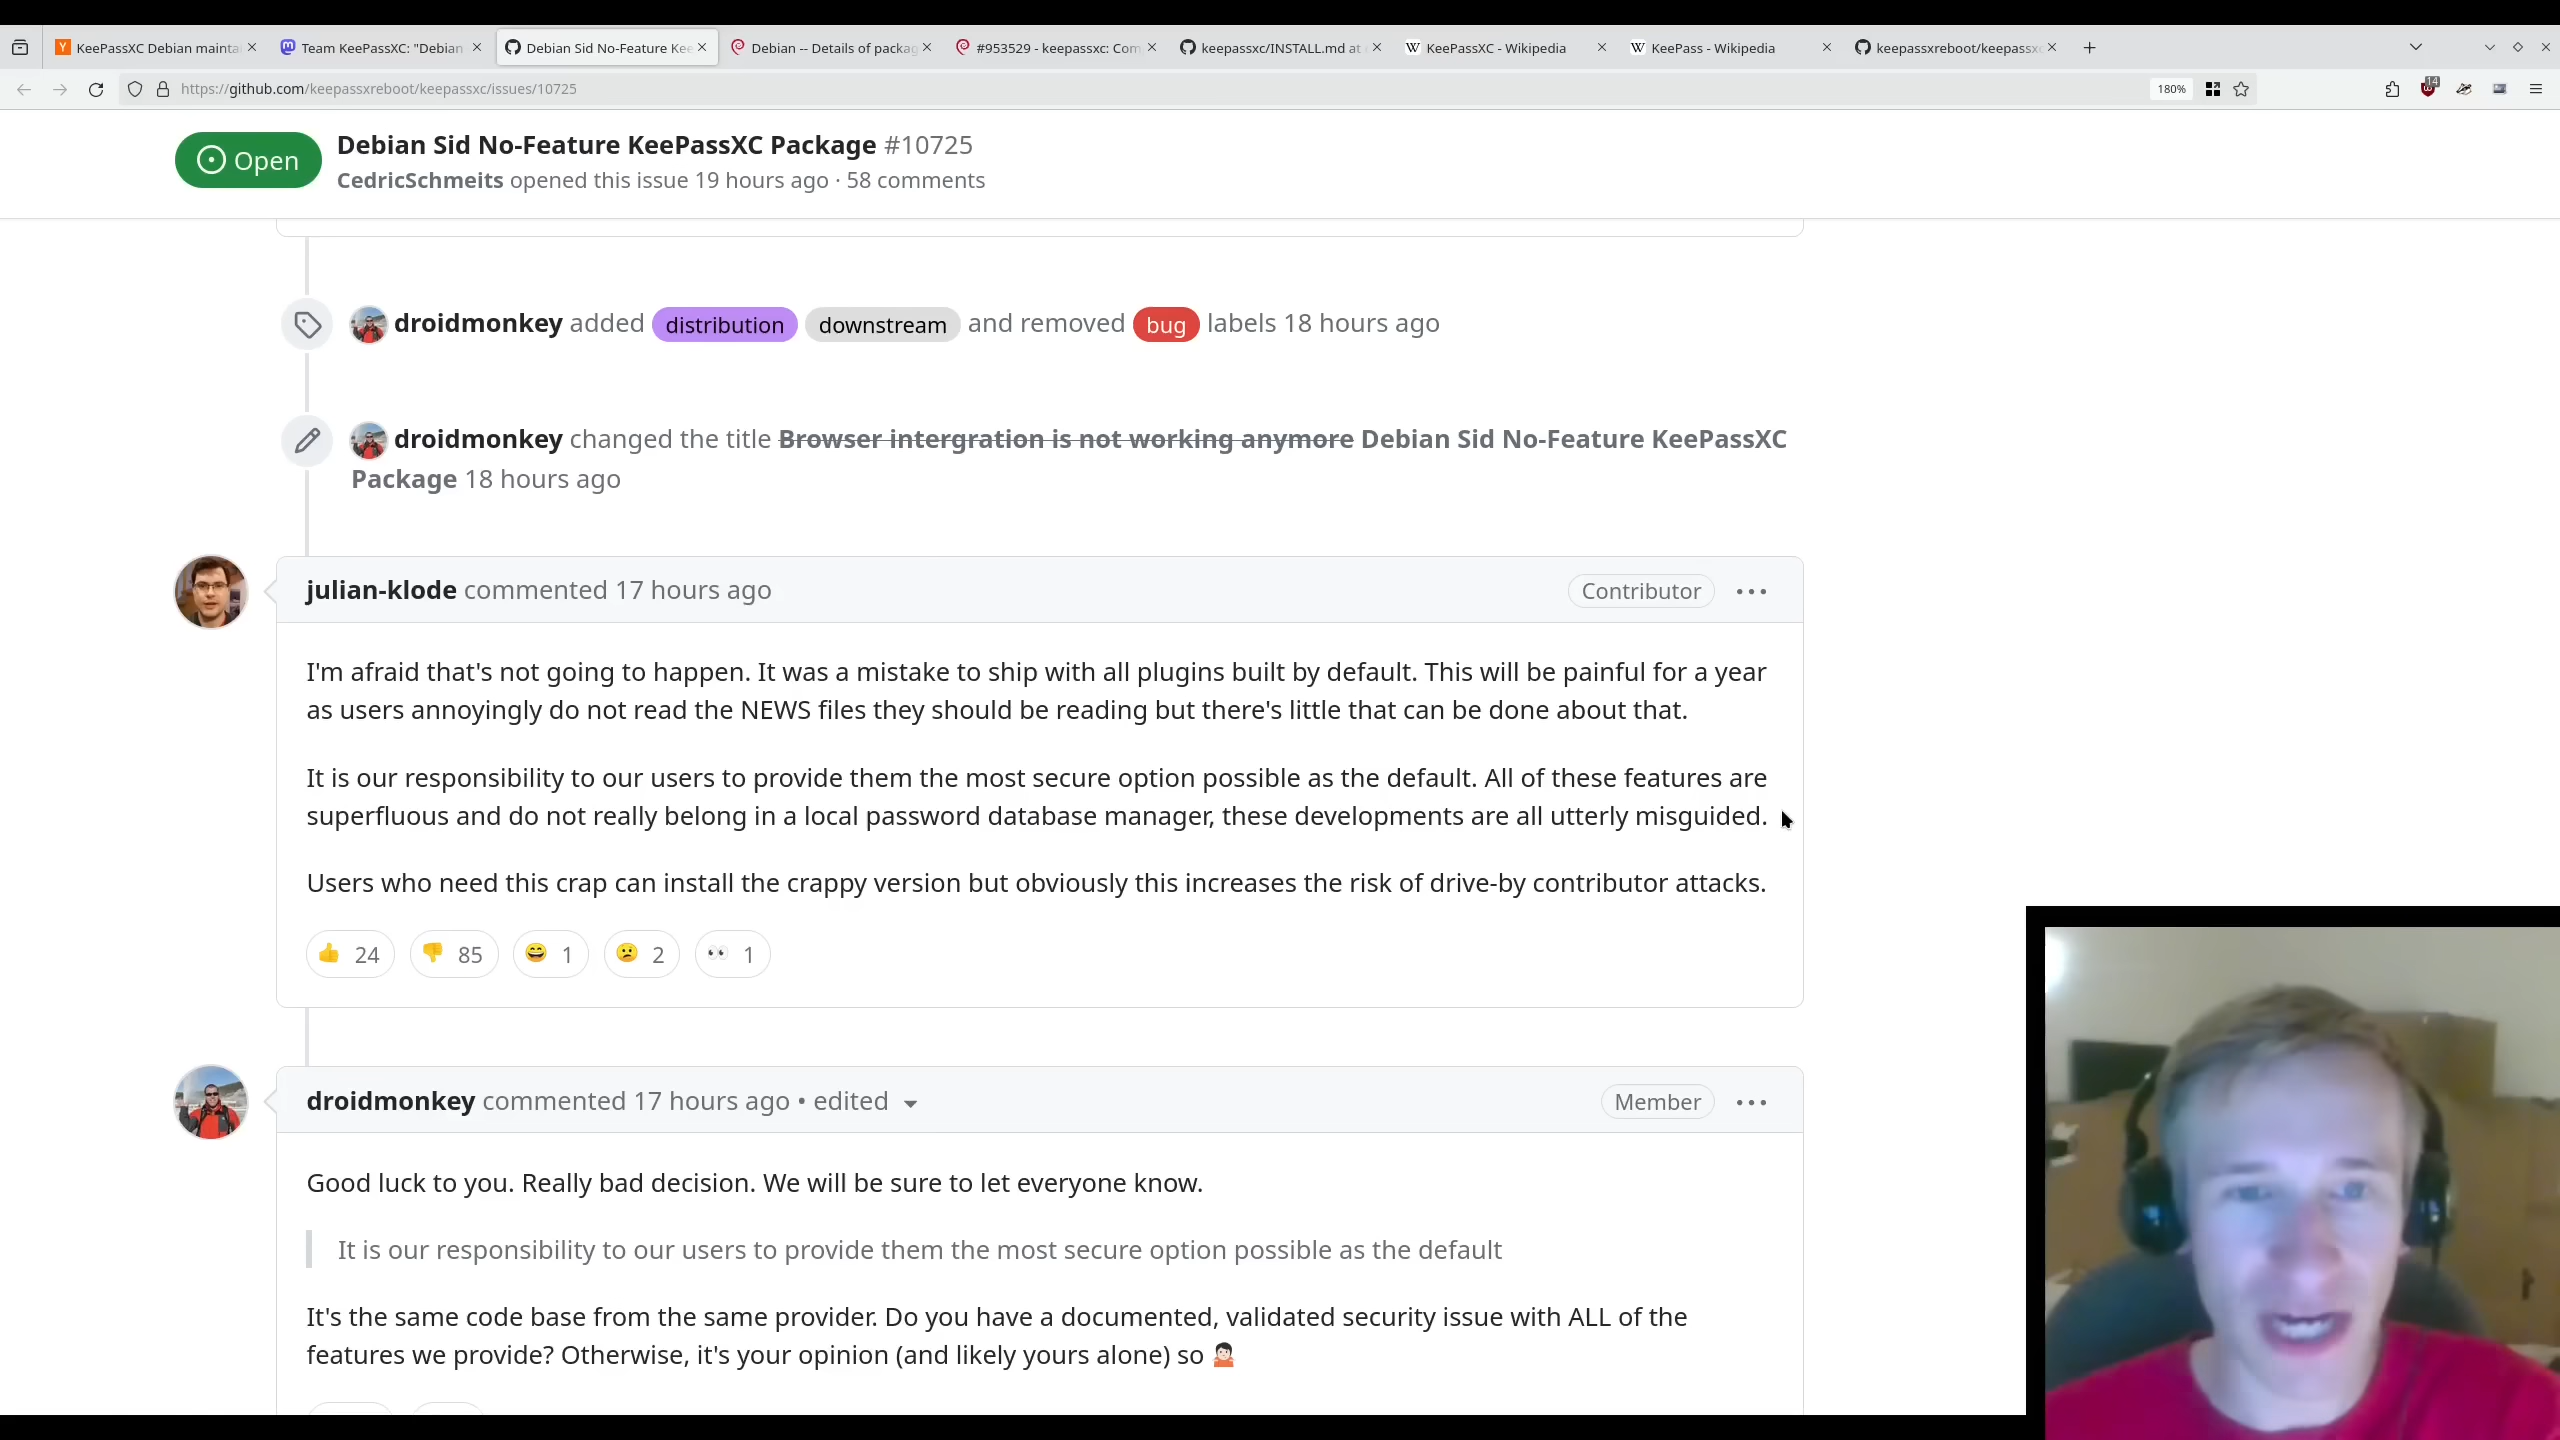 KeePassXC Debian mainta
Team KeePassXC: "Debian
Debian Sid No-Feature Kee
Debian -- Details of packag
#953529 - keepassxc: Com
keepassxc/INSTALL.md at
KeePassXC - Wikipedia
KeePass - Wikipedia
keepassxreboot/keepassxc
https://github.com/keepassxreboot/keepassxc/issues/10725
180%
14
Open
Debian Sid No-Feature KeePassXC Package #10725
CedricSchmeits opened this issue 19 hours ago · 58 comments
droidmonkey added distribution downstream and removed bug labels 18 hours ago
droidmonkey changed the title Browser intergration is not working anymore Debian Sid No-Feature KeePassXC
Package 18 hours ago
julian-klode commented 17 hours ago
Contributor
I'm afraid that's not going to happen. It was a mistake to ship with all plugins built by default. This will be painful for a year
as users annoyingly do not read the NEWS files they should be reading but there's little that can be done about that.
It is our responsibility to our users to provide them the most secure option possible as the default. All of these features are
superfluous and do not really belong in a local password database manager, these developments are all utterly misguided.
Users who need this crap can install the crappy version but obviously this increases the risk of drive-by contributor attacks.
👍 24 👎 85 😄 1 😕 2 👀 1
droidmonkey commented 17 hours ago • edited
Member
Good luck to you. Really bad decision. We will be sure to let everyone know.
It is our responsibility to our users to provide them the most secure option possible as the default
It's the same code base from the same provider. Do you have a documented, validated security issue with ALL of the
features we provide? Otherwise, it's your opinion (and likely yours alone) so 🤷🏻